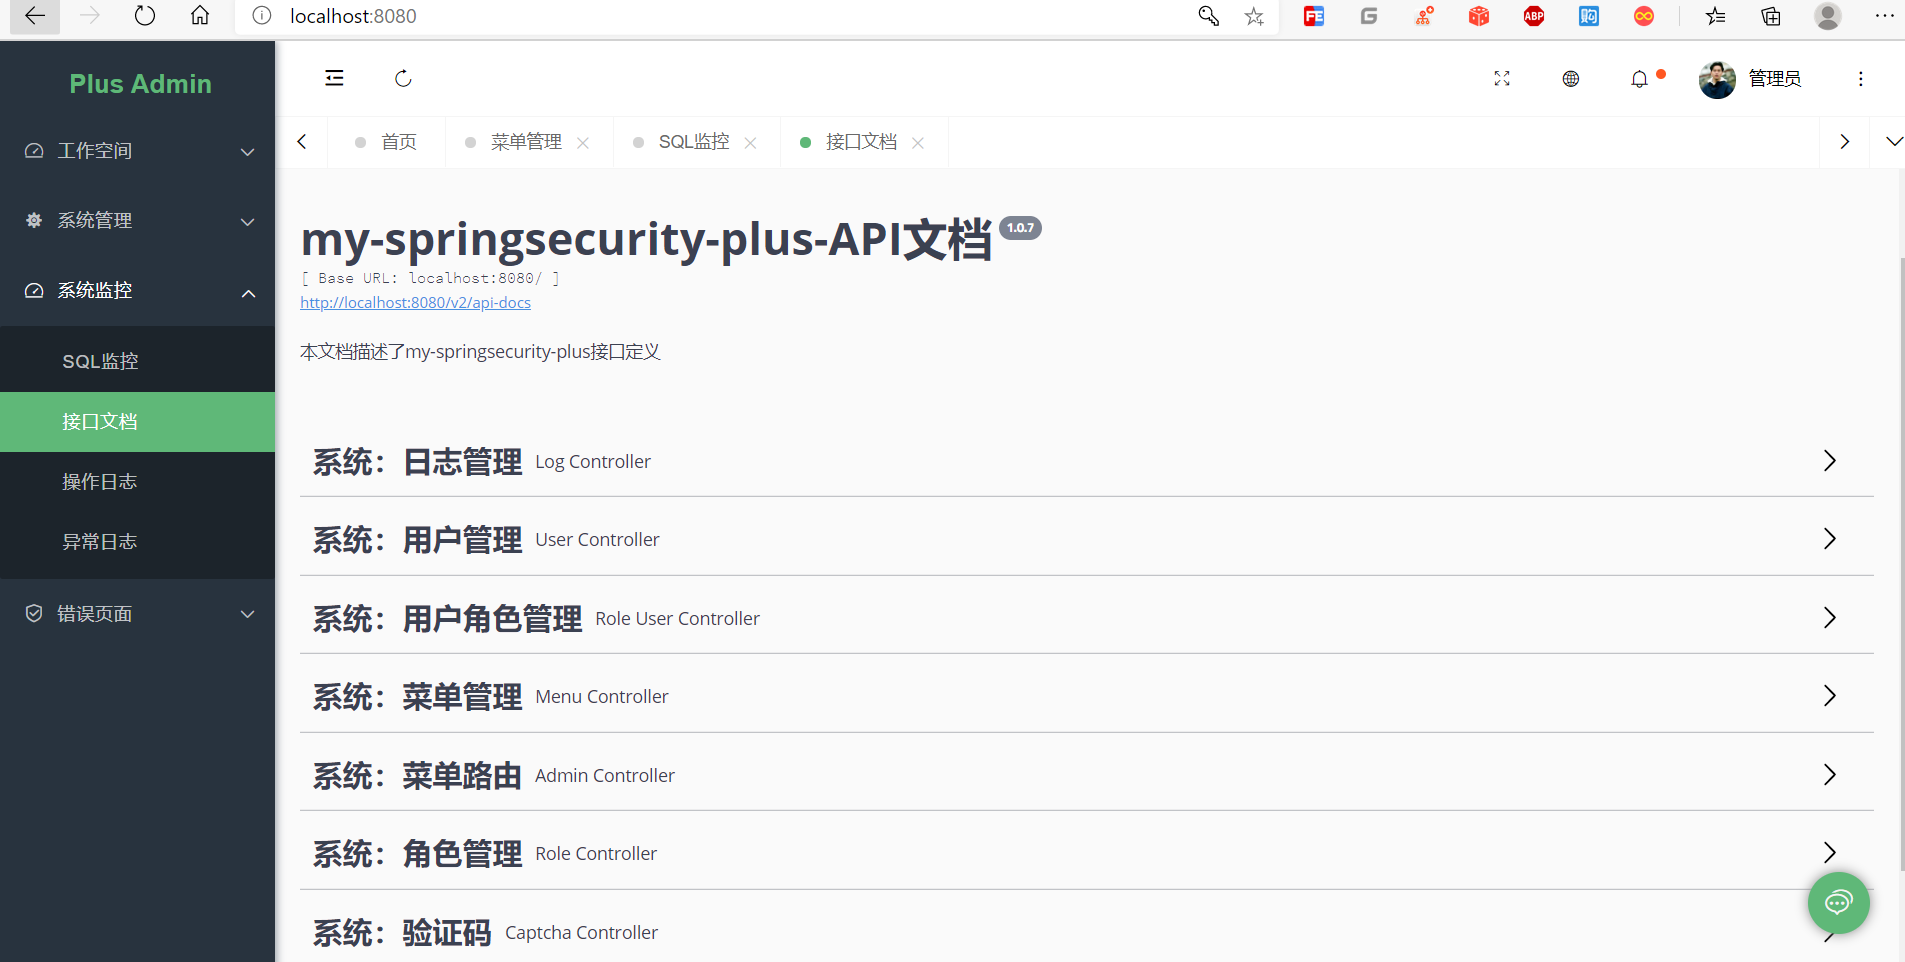 localhost:8080
FE
G
ABP
购
Plus Admin
管理员
工作空间
系统管理
系统监控
SQL监控
接口文档
操作日志
异常日志
错误页面
首页
菜单管理
SQL监控
接口文档
my-springsecurity-plus-API文档 1.0.7
[ Base URL: localhost:8080/ ]
http://localhost:8080/v2/api-docs
本文档描述了my-springsecurity-plus接口定义
系统：日志管理 Log Controller
系统：用户管理 User Controller
系统：用户角色管理 Role User Controller
系统：菜单管理 Menu Controller
系统：菜单路由 Admin Controller
系统：角色管理 Role Controller
系统：验证码 Captcha Controller